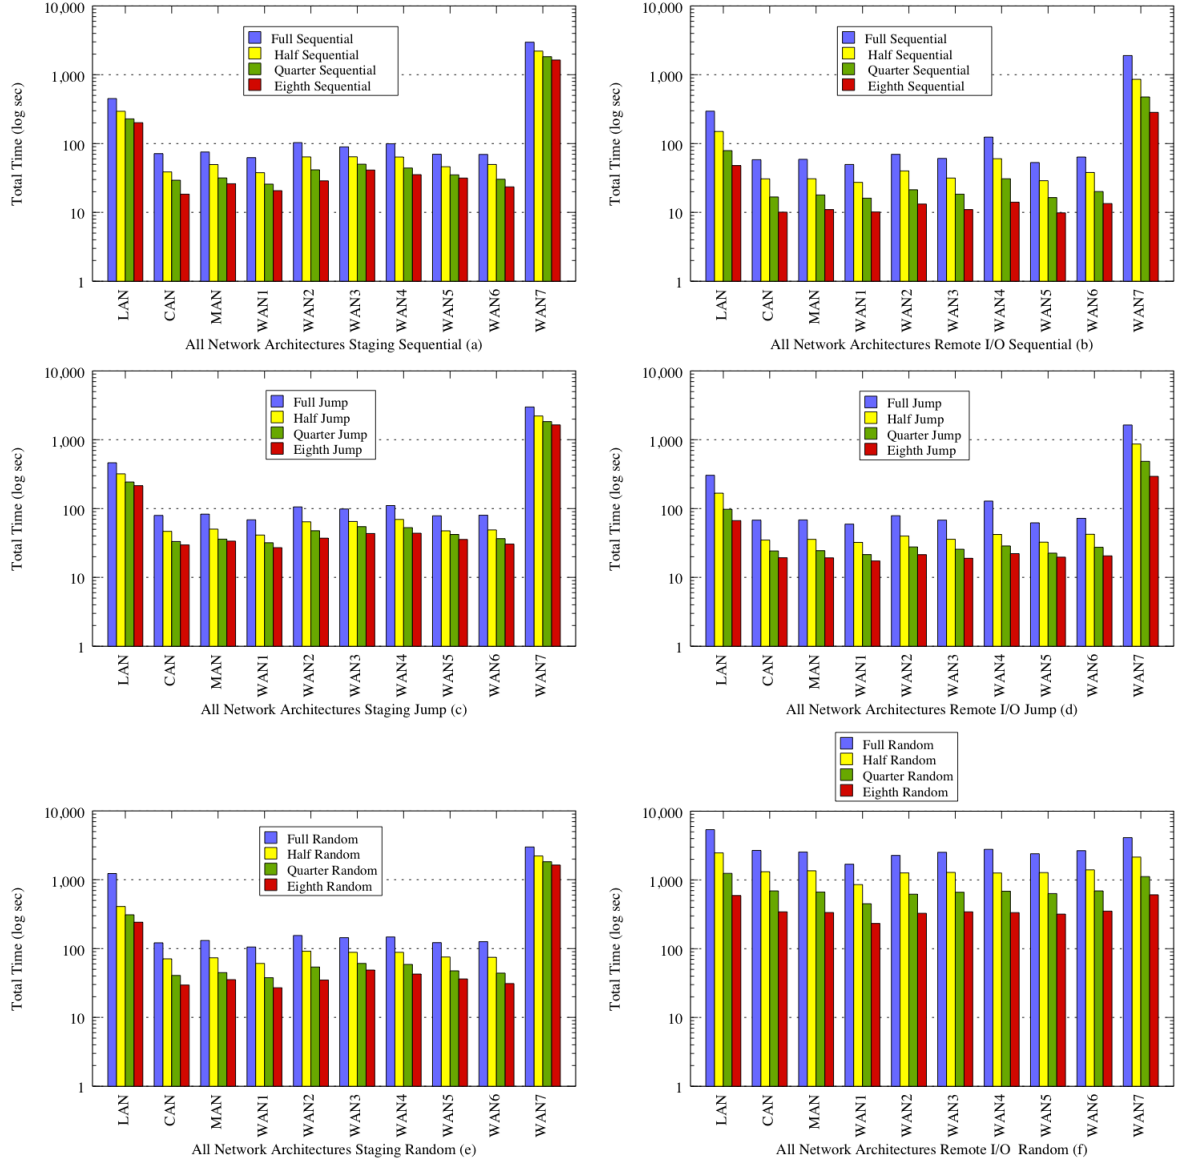 10,000
1,000
100
10
1
Total Time (log sec)
Full Sequential
Half Sequential
Quarter Sequential
Eighth Sequential
LAN
CAN
MAN
WAN1
WAN2
WAN3
WAN4
WAN5
WAN6
WAN7
All Network Architectures Staging Sequential (a)
10,000
1,000
100
10
1
Total Time (log sec)
Full Sequential
Half Sequential
Quarter Sequential
Eighth Sequential
LAN
CAN
MAN
WAN1
WAN2
WAN3
WAN4
WAN5
WAN6
WAN7
All Network Architectures Remote I/O Sequential (b)
10,000
1,000
100
10
1
Total Time (log sec)
Full Jump
Half Jump
Quarter Jump
Eighth Jump
LAN
CAN
MAN
WAN1
WAN2
WAN3
WAN4
WAN5
WAN6
WAN7
All Network Architectures Staging Jump (c)
10,000
1,000
100
10
1
Total Time (log sec)
Full Jump
Half Jump
Quarter Jump
Eighth Jump
LAN
CAN
MAN
WAN1
WAN2
WAN3
WAN4
WAN5
WAN6
WAN7
All Network Architectures Remote I/O Jump (d)
10,000
1,000
100
10
1
Total Time (log sec)
Full Random
Half Random
Quarter Random
Eighth Random
LAN
CAN
MAN
WAN1
WAN2
WAN3
WAN4
WAN5
WAN6
WAN7
All Network Architectures Staging Random (e)
Full Random
Half Random
Quarter Random
Eighth Random
10,000
1,000
100
10
1
Total Time (log sec)
LAN
CAN
MAN
WAN1
WAN2
WAN3
WAN4
WAN5
WAN6
WAN7
All Network Architectures Remote I/O Random (f)